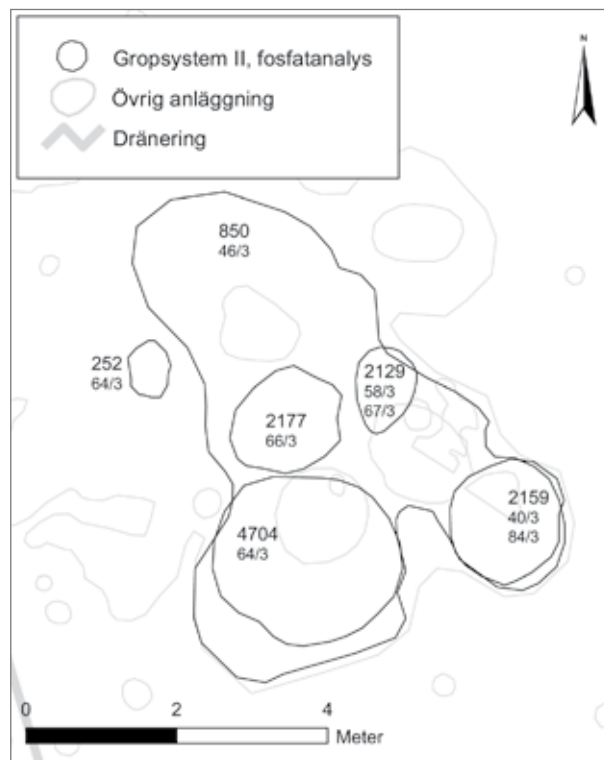 Gropsystem II, fosfatanalys
Övrig anläggning
Dränering
N
850
46/3
252
64/3
2129
58/3
67/3
2177
66/3
2159
40/3
84/3
4704
64/3
0 2 4
Meter